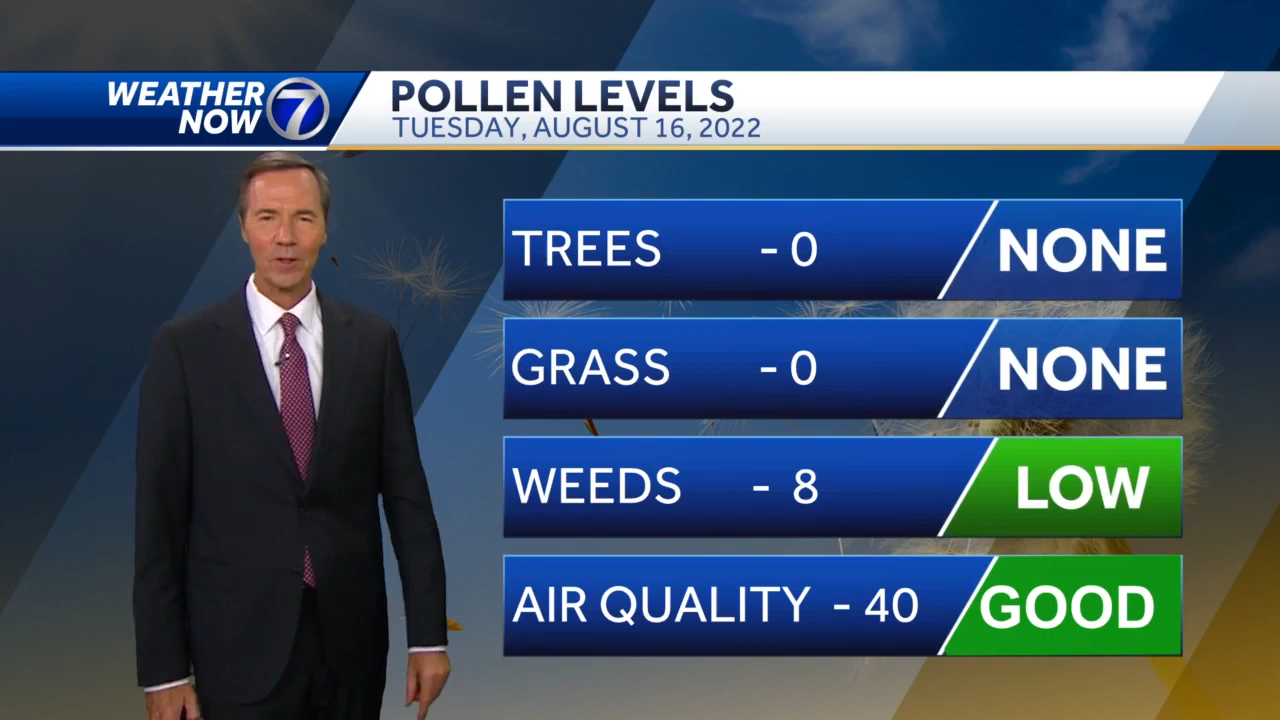 WEATHER
NOW 7
POLLEN LEVELS
TUESDAY, AUGUST 16, 2022
TREES - 0 NONE
GRASS - 0 NONE
WEEDS - 8 LOW
AIR QUALITY - 40 GOOD